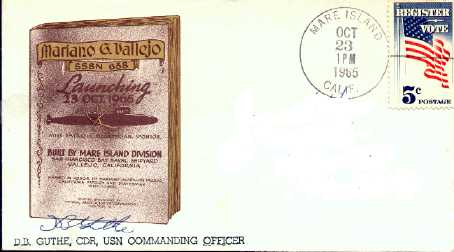 Mariano G. Vallejo
SSBN 658
Launching
23 OCT. 1965
BUILT BY MARE ISLAND DIVISION
SAN FRANCISCO BAY NAVAL SHIPYARD
VALLEJO, CALIFORNIA
D.B. GUTHE, CDR, USN COMMANDING OFFICER
MARE ISLAND
OCT
23
1 PM
1965
CALIF.
REGISTER
VOTE
5c POSTAGE